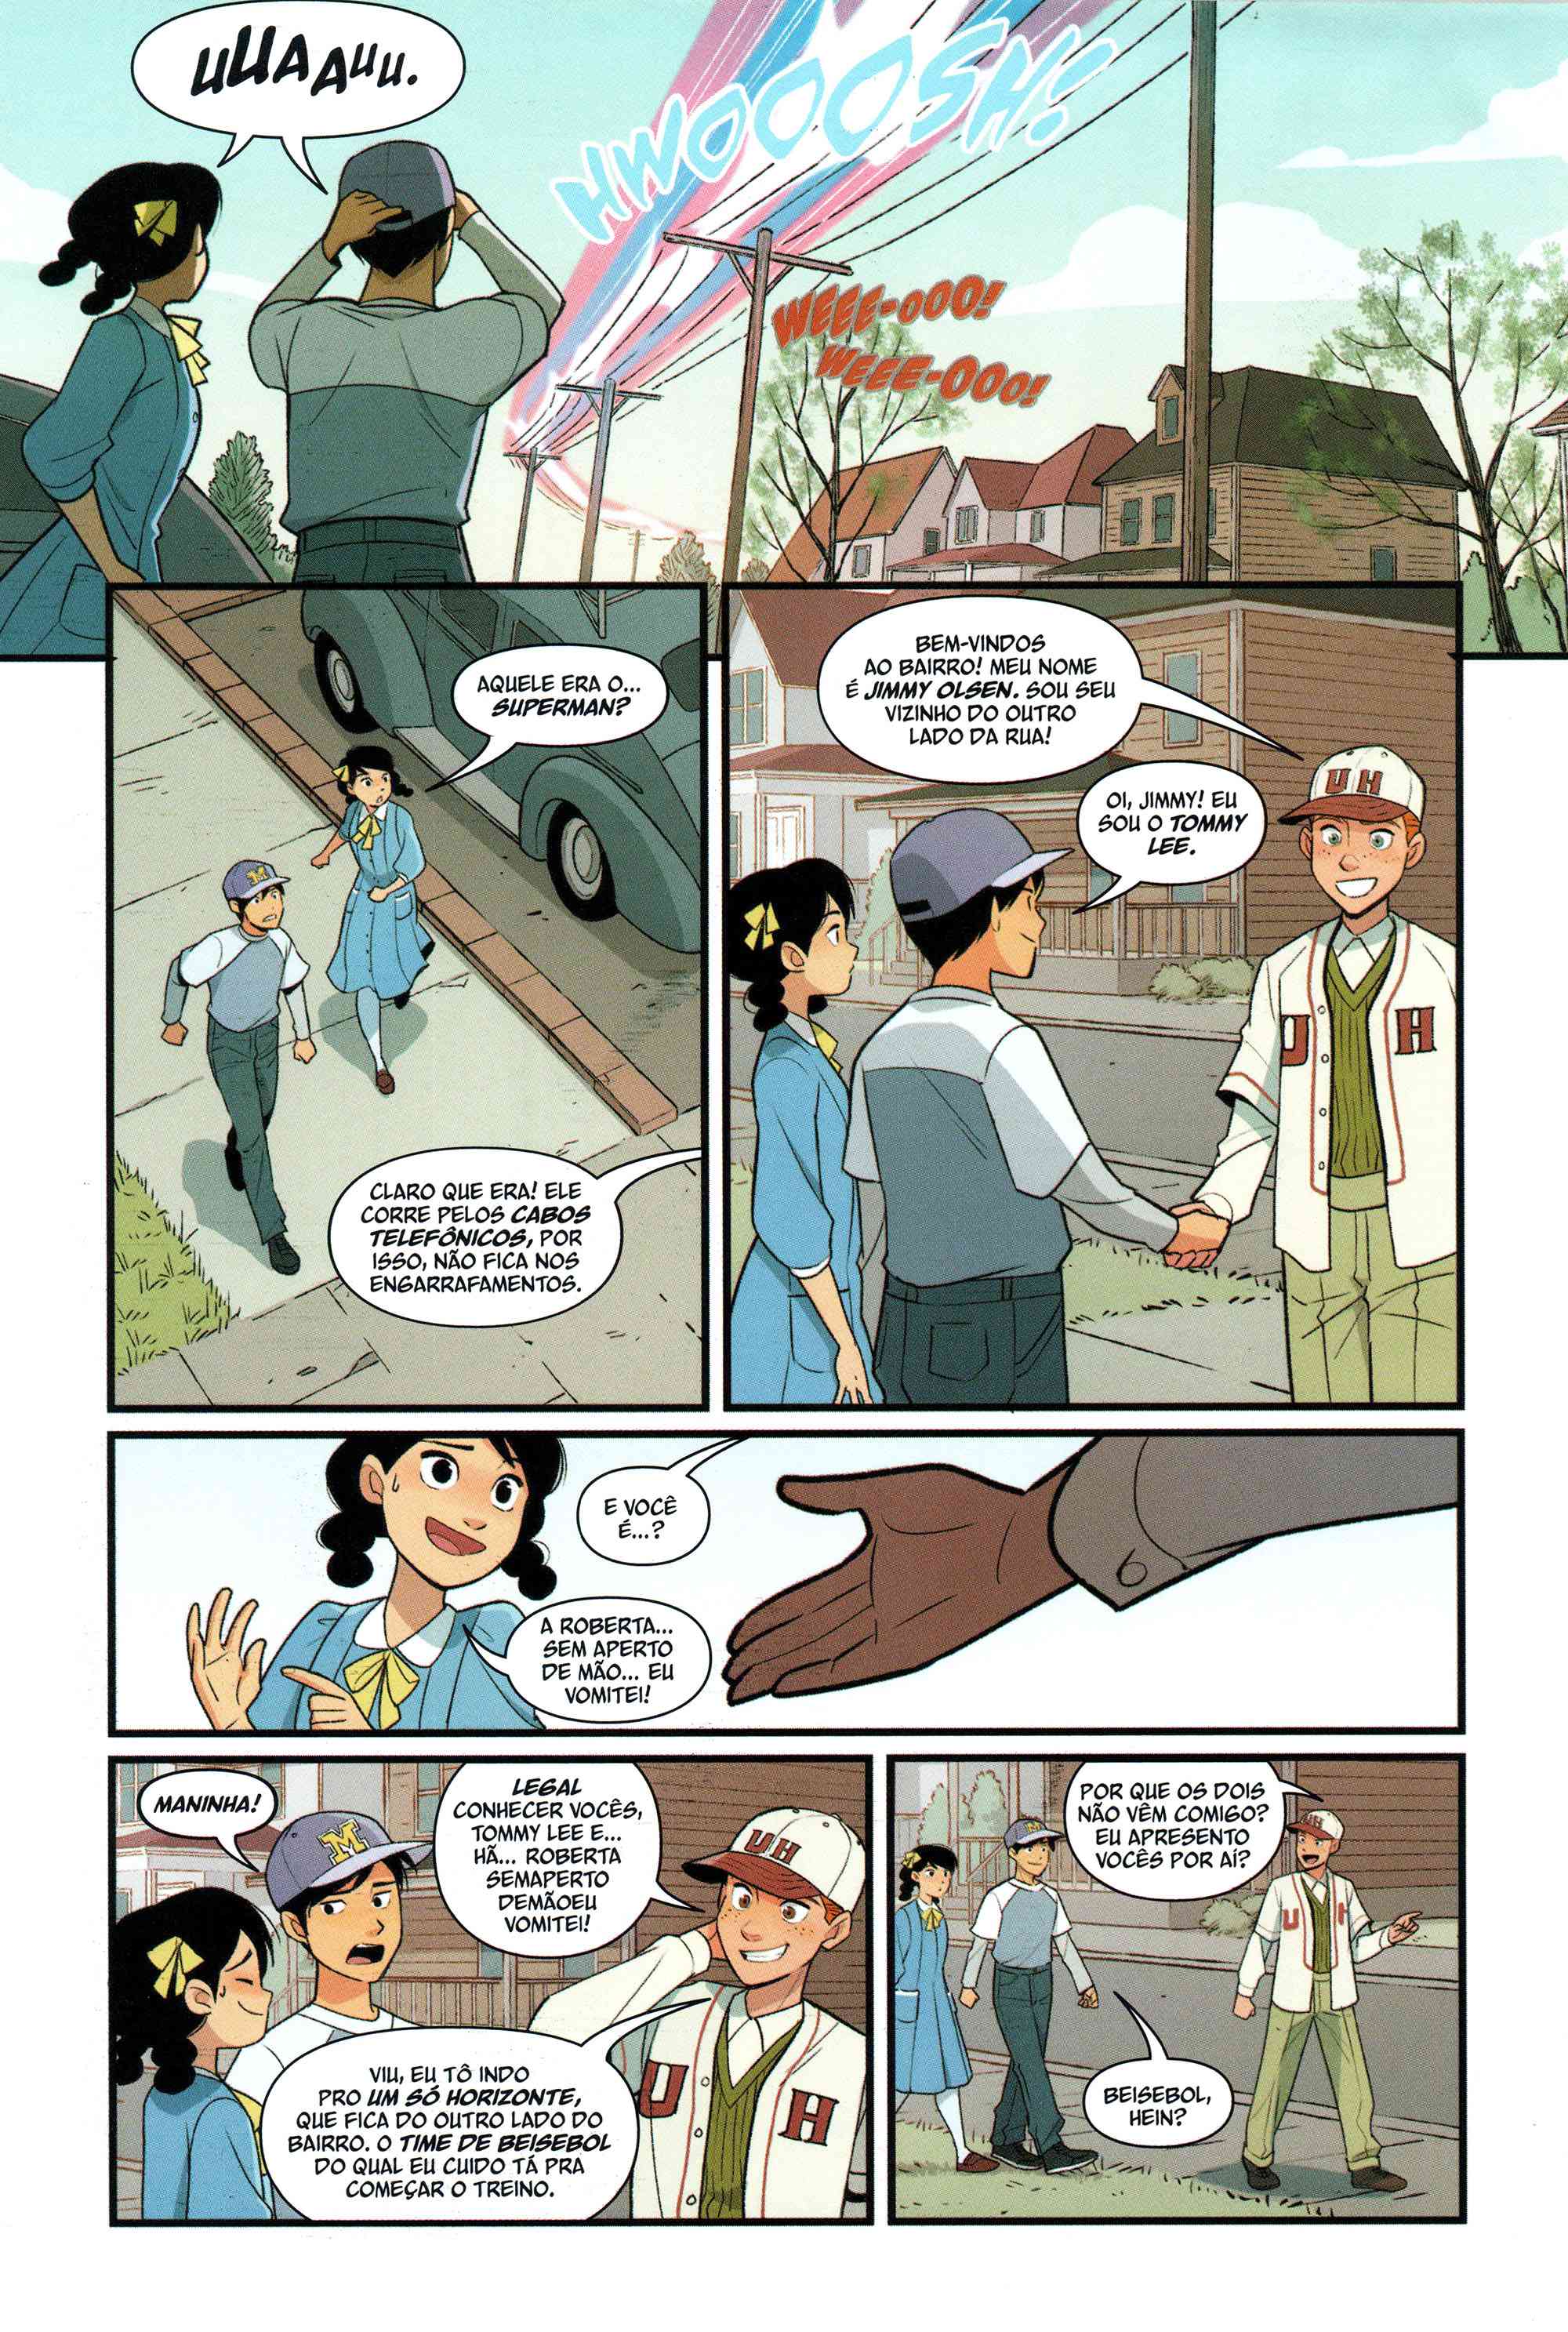 UUAAUU.
HWOOOSH!
WEEE-OOO!
WEEE-OOO!
AQUELE ERA O...
SUPERMAN?
M
CLARO QUE ERA! ELE
CORRE PELOS CABOS
TELEFÔNICOS, POR
ISSO, NÃO FICA NOS
ENGARRAFAMENTOS.
BEM-VINDOS
AO BAIRRO! MEU NOME
É JIMMY OLSEN. SOU SEU
VIZINHO DO OUTRO
LADO DA RUA!
OI, JIMMY! EU
SOU O TOMMY
LEE.
UH
U H
E VOCÊ
É...?
A ROBERTA...
SEM APERTO
DE MÃO... EU
VOMITEI!
MANINHA!
M
LEGAL
CONHECER VOCÊS,
TOMMY LEE E...
HÃ... ROBERTA
SEMAPERTO
DEMÃOEU
VOMITEI!
UH
U H
VIU, EU TÔ INDO
PRO UM SÓ HORIZONTE,
QUE FICA DO OUTRO LADO DO
BAIRRO. O TIME DE BEISEBOL
DO QUAL EU CUIDO TÁ PRA
COMEÇAR O TREINO.
POR QUE OS DOIS
NÃO VÊM COMIGO?
EU APRESENTO
VOCÊS POR AÍ?
M
UH
U H
BEISEBOL,
HEIN?